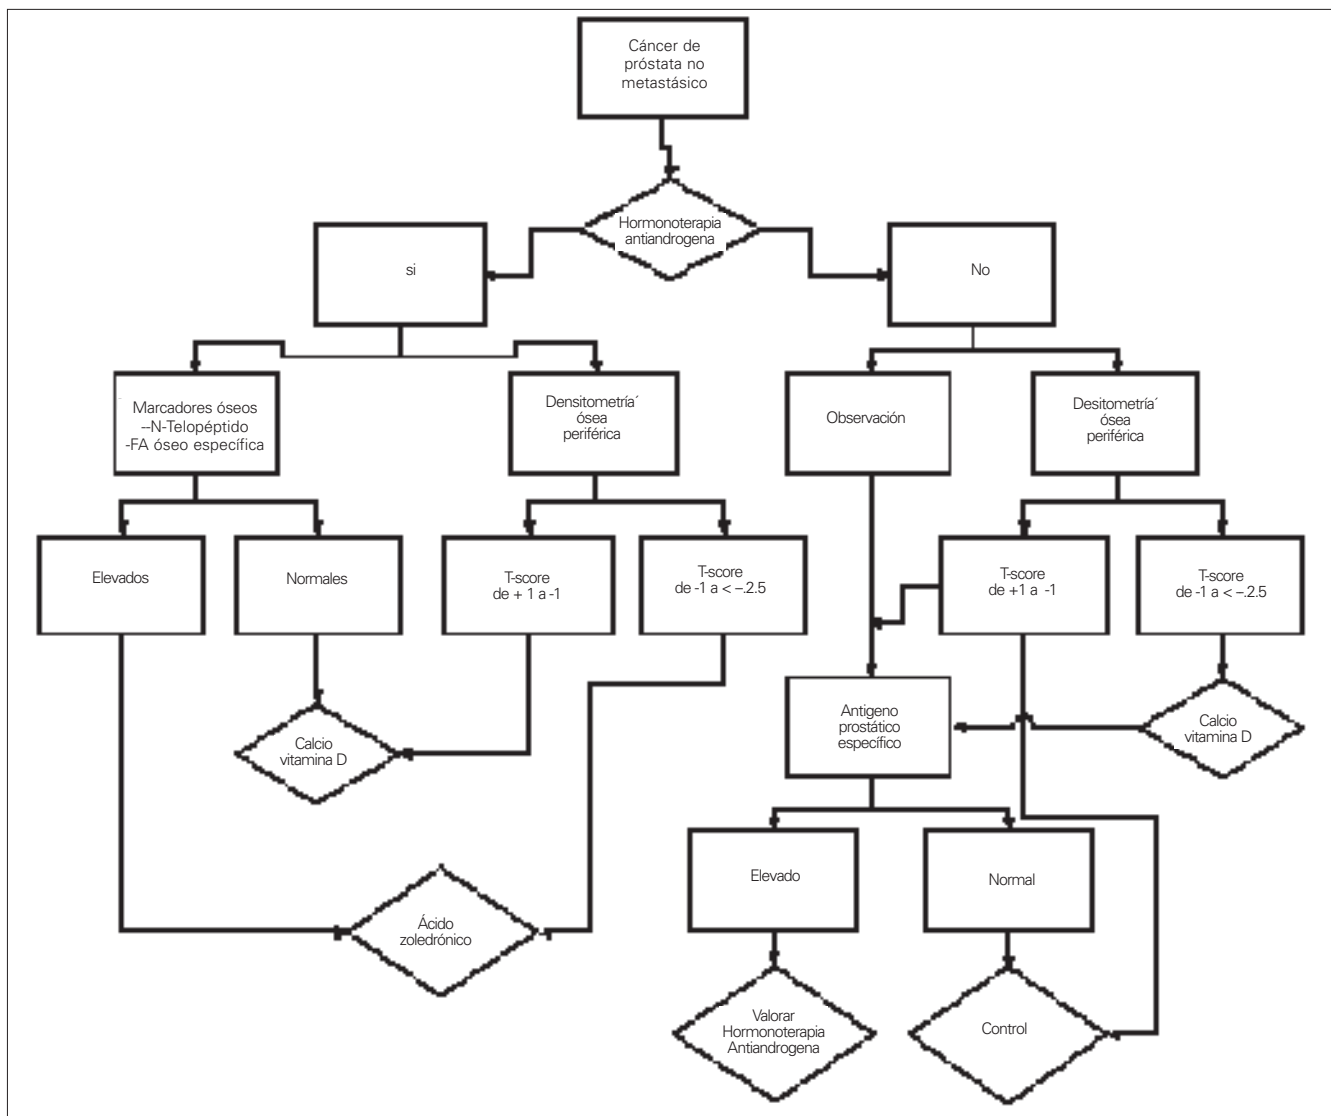 Cáncer de
próstata no
metastásico
Hormonoterapia
antiandrogena
si
No
Marcadores óseos
--N-Telopéptido
-FA óseo específica
Densitometría´
ósea
periférica
Observación
Desitometría´
ósea
periférica
Elevados
Normales
T-score
de + 1 a -1
T-score
de -1 a < –.2.5
T-score
de +1 a -1
T-score
de -1 a < –.2.5
Calcio
vitamina D
Antigeno
prostático
específico
Calcio
vitamina D
Elevado
Normal
Ácido
zoledrónico
Valorar
Hormonoterapia
Antiandrogena
Control